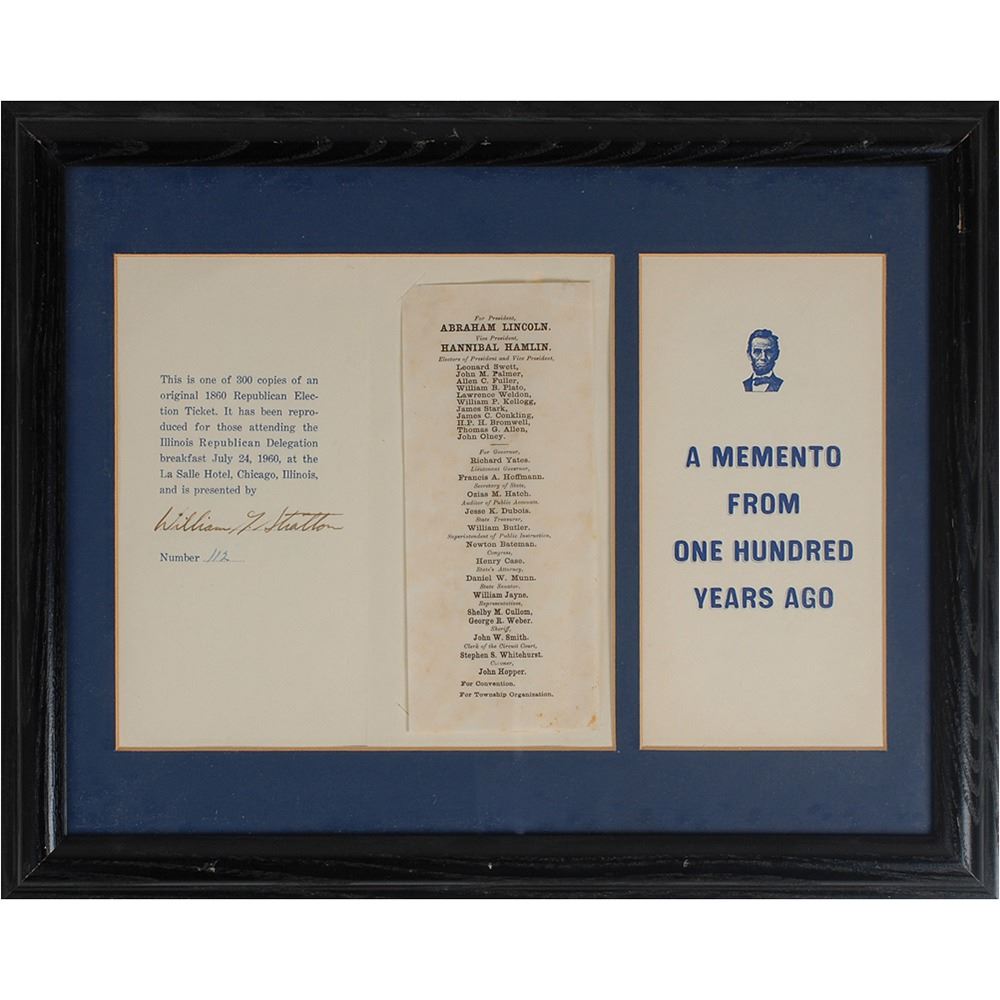 This is one of 300 copies of an
original 1860 Republican Elec-
tion Ticket. It has been repro-
duced for those attending the
Illinois Republican Delegation
breakfast July 24, 1960, at the
La Salle Hotel, Chicago, Illinois,
and is presented by
William G Stratton
Number 112
For President,
ABRAHAM LINCOLN.
Vice President,
HANNIBAL HAMLIN.
Electors of President and Vice President,
Leonard Swett,
John M. Palmer,
Allen C. Fuller,
William B. Plato,
Lawrence Weldon,
William P. Kellogg,
James Stark,
James C. Conkling,
H.P. H. Bromwell,
Thomas G. Allen,
John Olney.
For Governor,
Richard Yates.
Lieutenant Governor,
Francis A. Hoffmann.
Secretary of State,
Ozias M. Hatch.
Auditor of Public Accounts.
Jesse K. Dubois.
State Treasurer,
William Butler.
Superintendent of Public Instruction,
Newton Bateman.
Congress,
Henry Case.
State's Attorney,
Daniel W. Munn.
State Senator,
William Jayne.
Representatives,
Shelby M. Cullom,
George R. Weber.
Sheriff,
John W. Smith.
Clerk of the Circuit Court,
Stephen S. Whitehurst.
Coroner,
John Hopper.
For Convention.
For Township Organization.
A MEMENTO
FROM
ONE HUNDRED
YEARS AGO